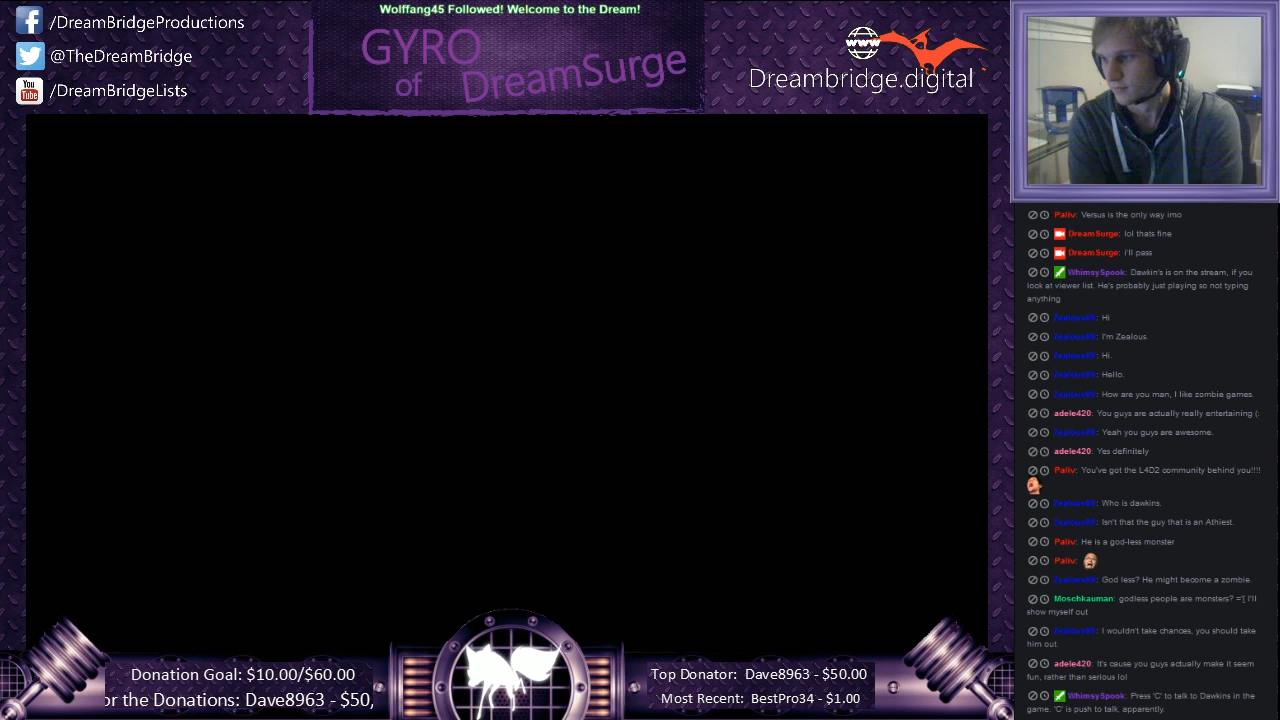 /DreamBridgeProductions
@TheDreamBridge
You
Tube
/DreamBridgeLists
Wolffang45 Followed! Welcome to the Dream!
GYRO
of DreamSurge
WWW
Dreambridge.digital
Paliv: Versus is the only way imo
DreamSurge: lol thats fine
DreamSurge: i'll pass
WhimsySpook: Dawkin's is on the stream, if you
look at viewer list. He's probably just playing so not typing
anything
Hi
I'm Zealous.
Hi.
Hello.
How are you man, I like zombie games.
adele420: You guys are actually really entertaining (:
Yeah you guys are awesome.
adele420: Yes definitely
Paliv: You've got the L4D2 community behind you!!!!
Who is dawkins.
Isn't that the guy that is an Athiest.
Paliv: He is a god-less monster
Paliv:
God less? He might become a zombie.
Moschkauman: godless people are monsters? ='[ I'll
show myself out
I wouldn't take chances, you should take
him out.
adele420: It's cause you guys actually make it seem
fun, rather than serious lol
WhimsySpook: Press 'C' to talk to Dawkins in the
game. 'C' is push to talk, apparently.
Donation Goal: $10.00/100.00
or the Donations: Dave8963 - $50
Top Donator: Dave8963 - $50.00
Most Recent: BestPro34 - $1.00